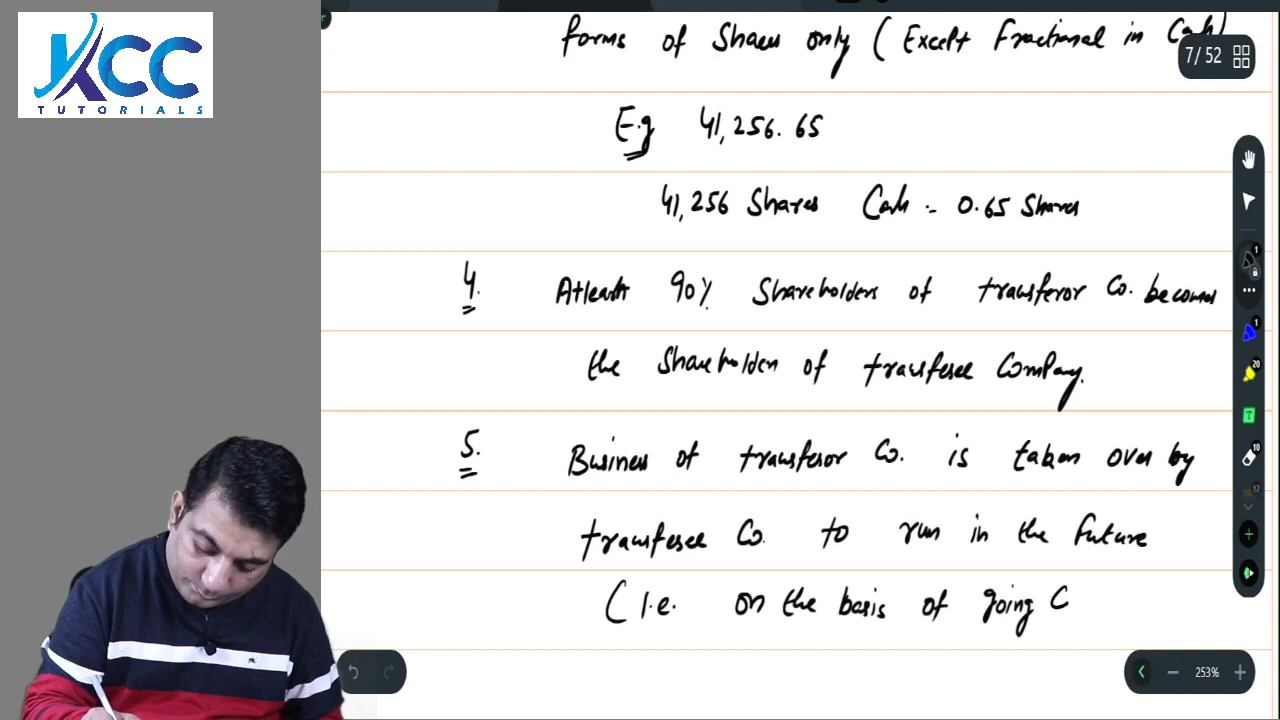 KCC
TUTORIALS
forms of Shares only (Except Fractional in Cash)
7/52
E.g 41,256.65
41,256 Shares Cash :- 0.65 Shares
4. Atleast 90% Shareholders of transferor Co. becomes
the Shareholders of transferee Company.
5. Business of transferor Co. is taken over by
transferee Co. to run in the future
(I.e. on the basis of going C
253%